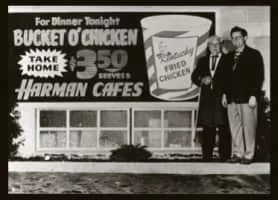 For Dinner Tonight
BUCKET O' CHICKEN
TAKE
HOME
$3.50
SERVES 5
HARMAN CAFES
Kentucky
FRIED
CHICKEN